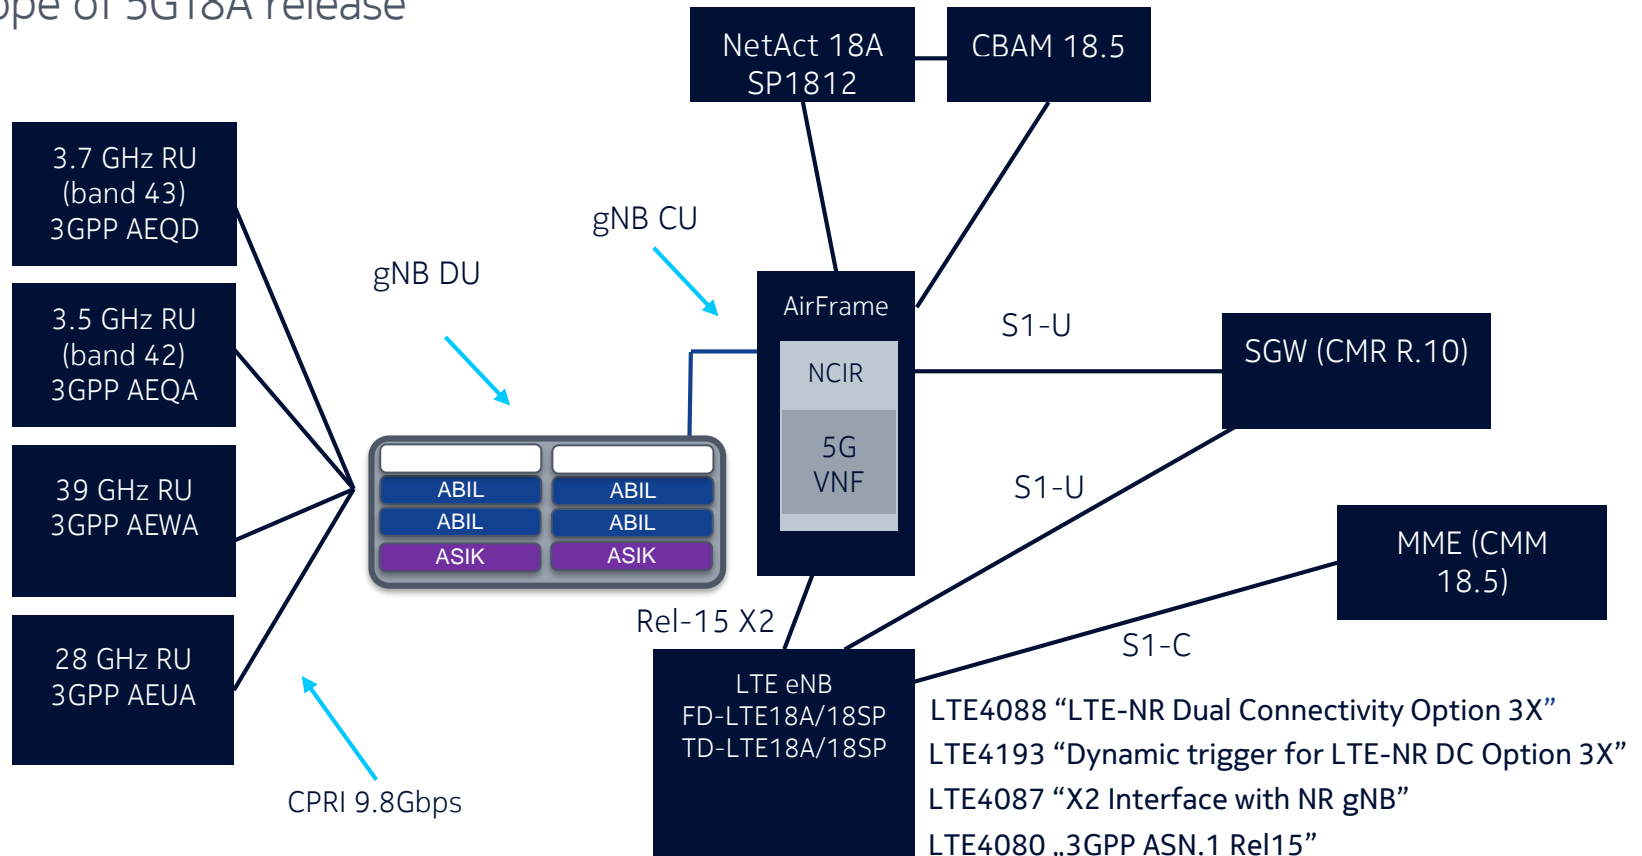 of 5G18A release
NetAct 18A
SP1812
CBAM 18.5
3.7 GHz RU
(band 43)
3GPP AEQD
3.5 GHz RU
(band 42)
3GPP AEQA
39 GHz RU
3GPP AEWA
28 GHz RU
3GPP AEUA
CPRI 9.8Gbps
gNB DU
gNB CU
ABIL
ABIL
ABIL
ABIL
ASIK
ASIK
AirFrame
NCIR
5G
VNF
S1-U
SGW (CMR R.10)
S1-U
MME (CMM
18.5)
S1-C
Rel-15 X2
LTE eNB
FD-LTE18A/18SP
TD-LTE18A/18SP
LTE4088 “LTE-NR Dual Connectivity Option 3X”
LTE4193 “Dynamic trigger for LTE-NR DC Option 3X”
LTE4087 “X2 Interface with NR gNB”
LTE4080 „3GPP ASN.1 Rel15”